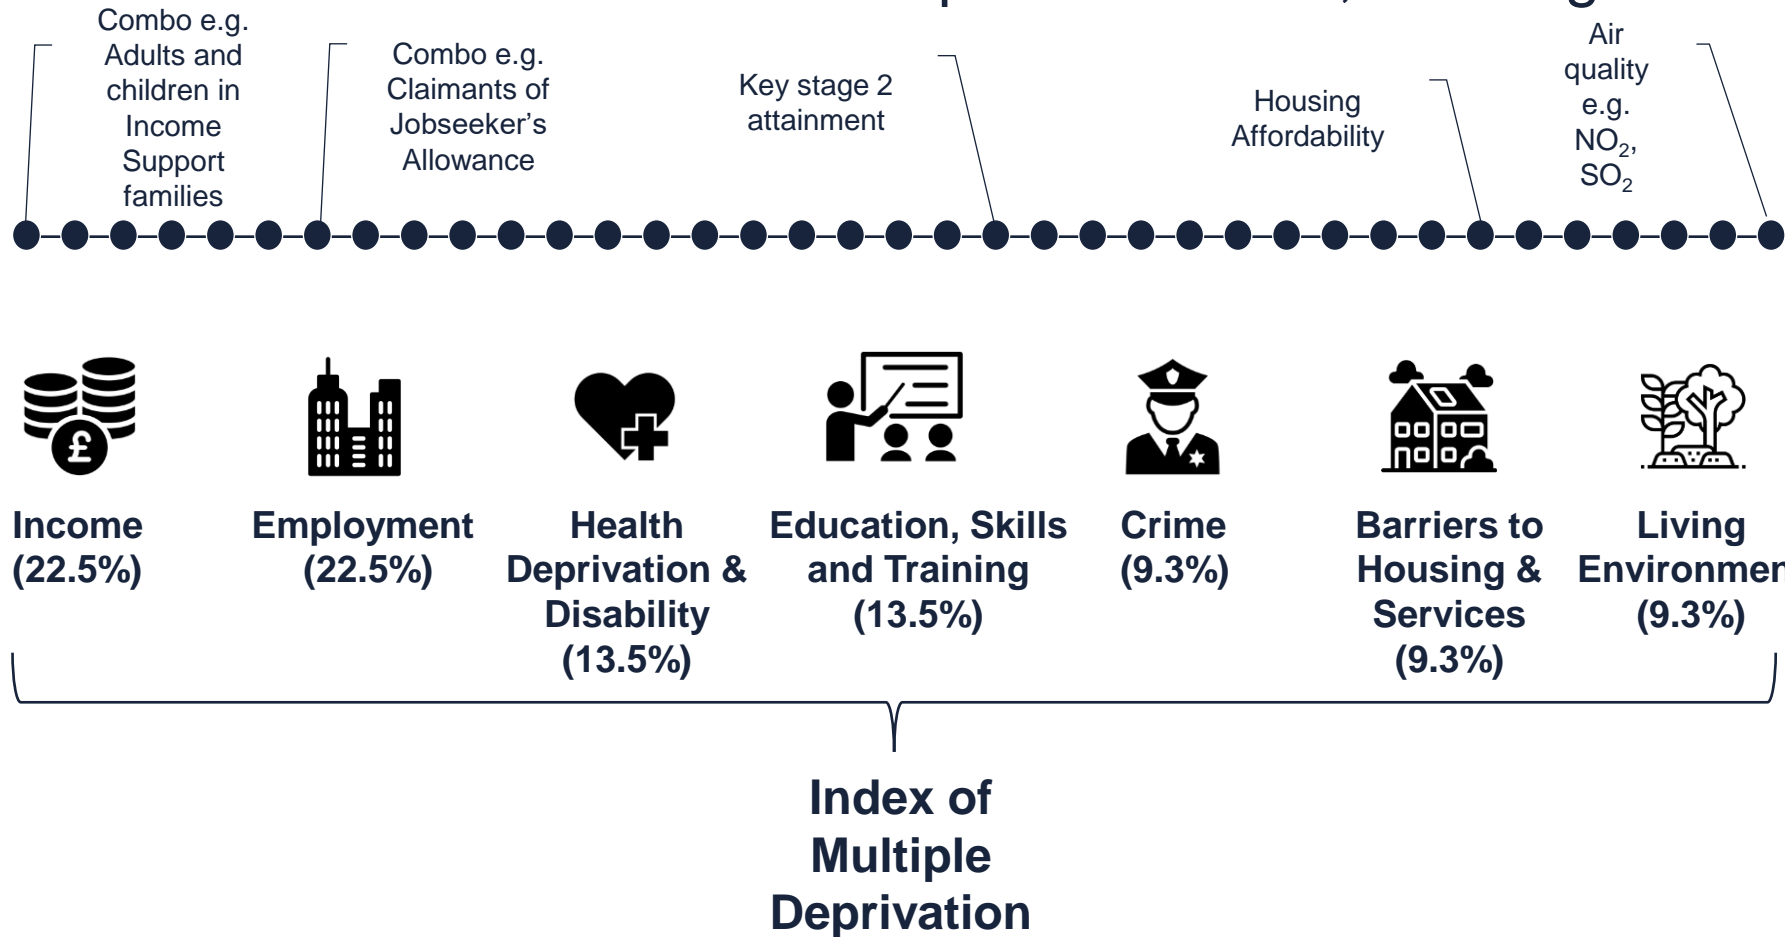 Combo e.g.
Adults and
children in
Income
Support
families
Combo e.g.
Claimants of
Jobseeker's
Allowance
Key stage 2
attainment
Housing
Affordability
Air
quality
e.g.
NO₂,
SO₂
£
Income
(22.5%)
Employment
(22.5%)
Health
Deprivation &
Disability
(13.5%)
Education, Skills
and Training
(13.5%)
Crime
(9.3%)
Barriers to
Housing &
Services
(9.3%)
Living
Environmen
(9.3%)
Index of
Multiple
Deprivation